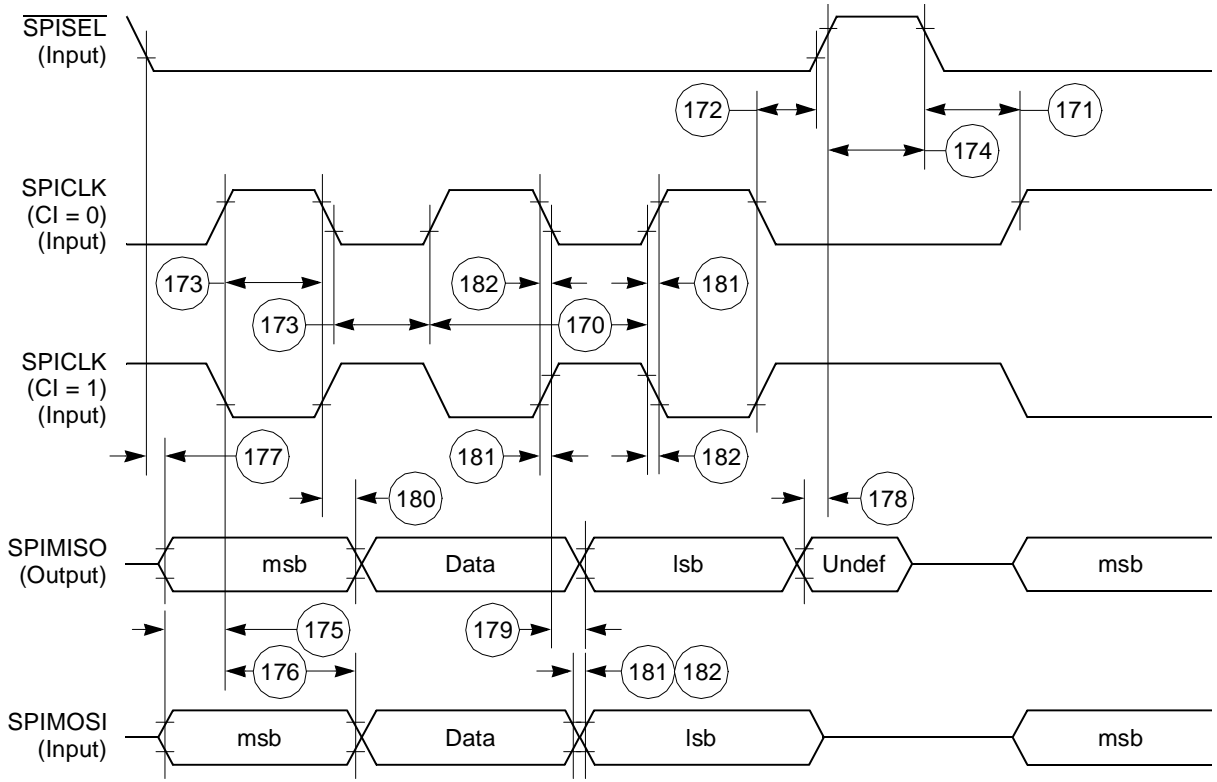 SPISEL
(Input)
172
171
174
SPICLK
(CI = 0)
(Input)
173
182
181
173
170
SPICLK
(CI = 1)
(Input)
177
181
182
180
178
SPIMISO
(Output)
msb
Data
lsb
Undef
msb
175
179
176
181
182
SPIMOSI
(Input)
msb
Data
lsb
msb